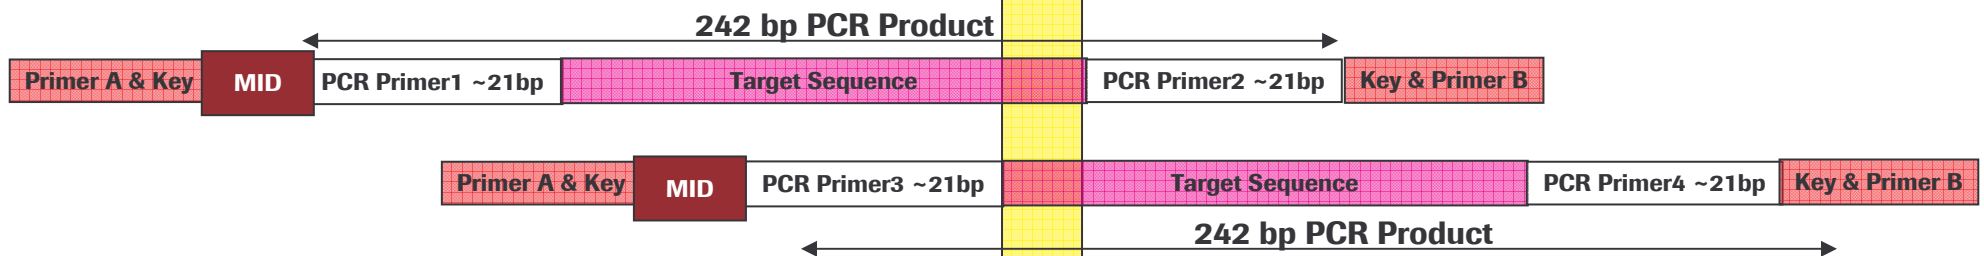 242 bp PCR Product
Primer A & Key MID PCR Primer1 ~21bp Target Sequence PCR Primer2 ~21bp Key & Primer B
Primer A & Key MID PCR Primer3 ~21bp Target Sequence PCR Primer4 ~21bp Key & Primer B
242 bp PCR Product